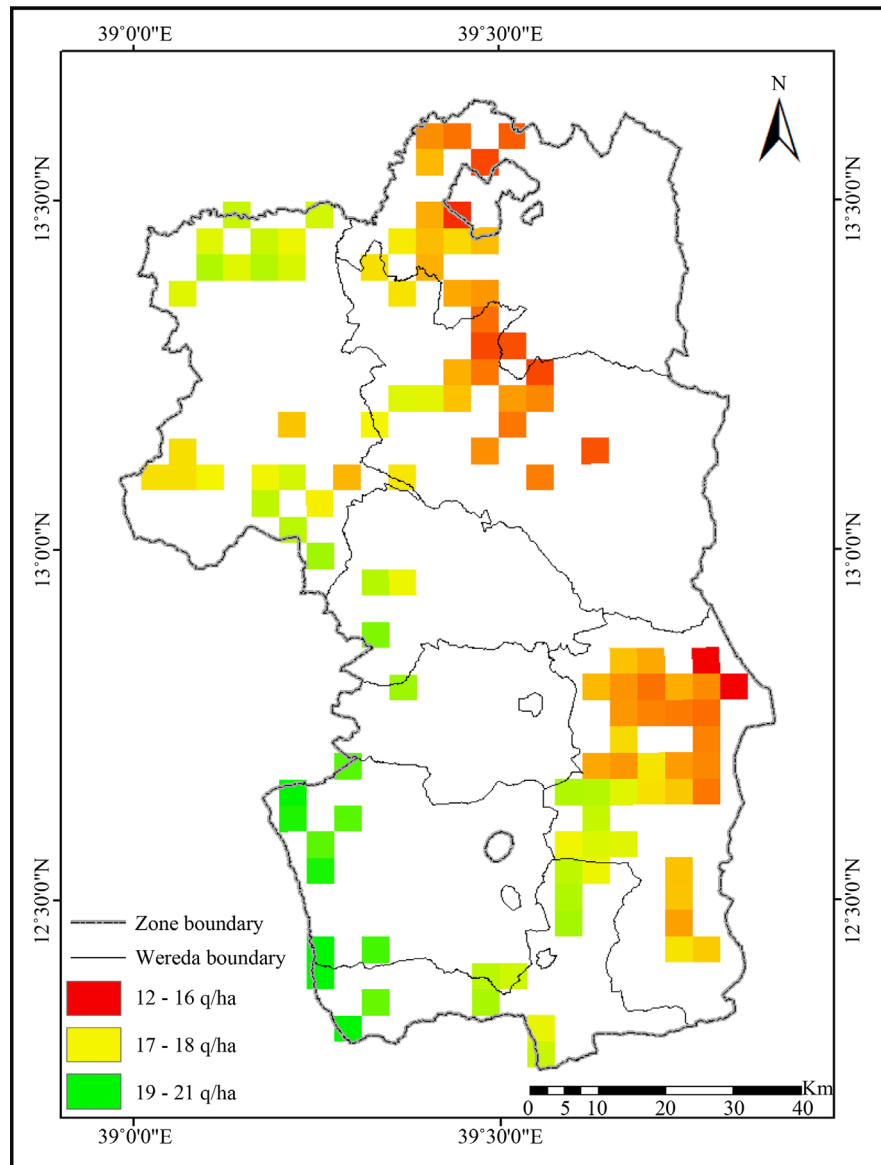 39°0'0"E 39°30'0"E
N
13°30'0"N 13°30'0"N
13°0'0"N 13°0'0"N
12°30'0"N 12°30'0"N
Zone boundary
Wereda boundary
12 - 16 q/ha
17 - 18 q/ha
19 - 21 q/ha
Km
0 5 10 20 30 40
39°0'0"E 39°30'0"E